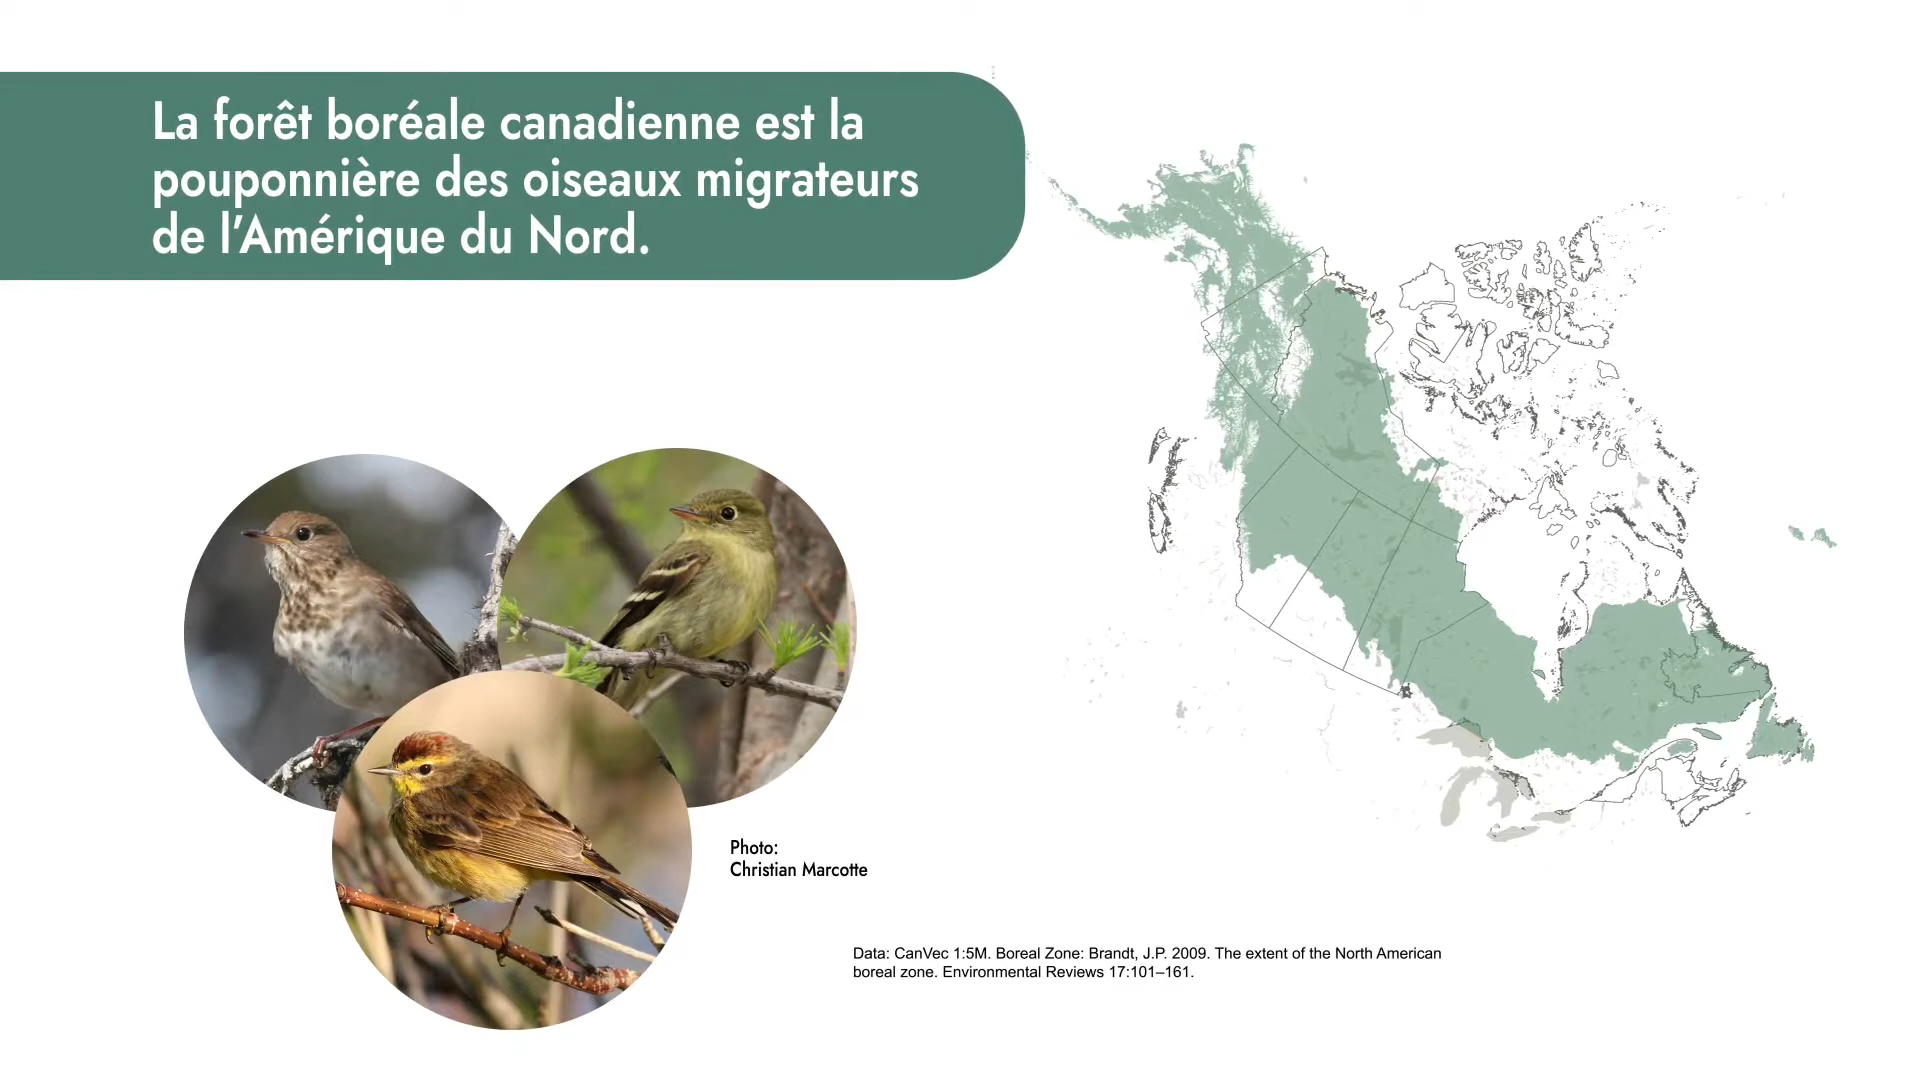 La forêt boréale canadienne est la
pouponnière des oiseaux migrateurs
de l’Amérique du Nord.
Photo:
Christian Marcotte
Data: CanVec 1:5M. Boreal Zone: Brandt, J.P. 2009. The extent of the North American
boreal zone. Environmental Reviews 17:101–161.